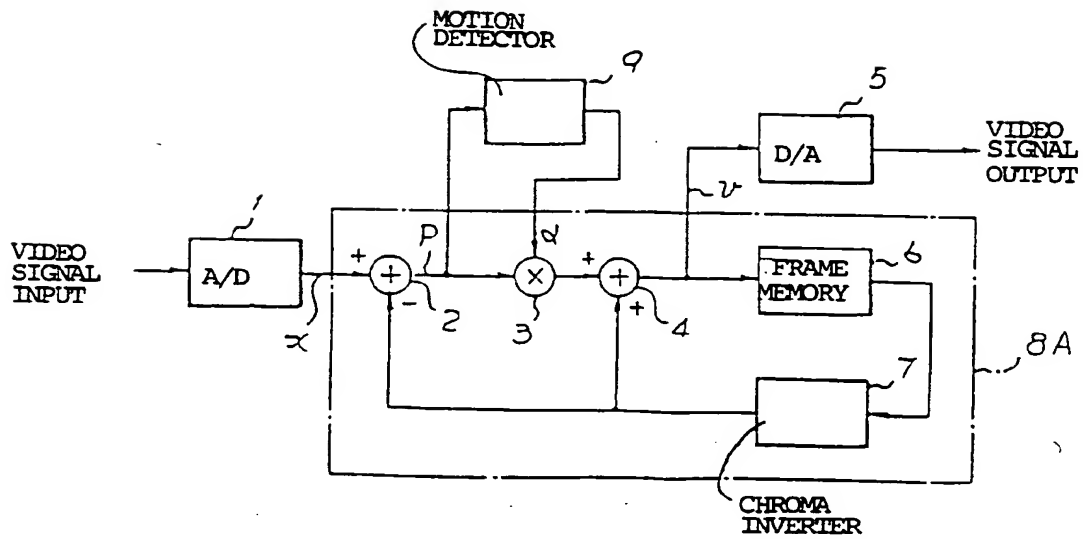 MOTION
DETECTOR
9
5
D/A
VIDEO
SIGNAL
OUTPUT
v
1
VIDEO
SIGNAL
INPUT
A/D
x
+
+
-
P
2
α
×
3
+
+
+
4
FRAME
MEMORY
6
8A
7
CHROMA
INVERTER